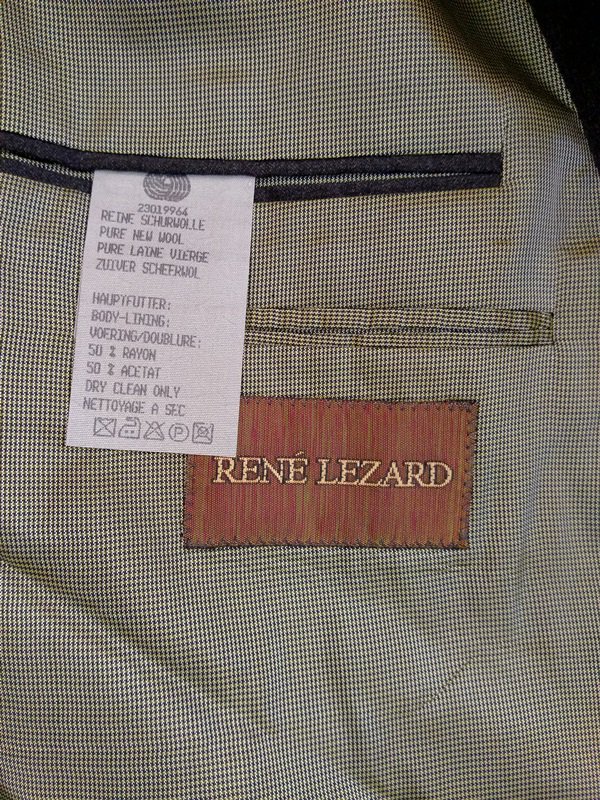 23019964
REINE SCHURWOLLE
PURE NEW WOOL
PURE LAINE VIERGE
ZUIVER SCHEERWOL
HAUPTFUTTER:
BODY-LINING:
VOERING/DOUBLURE:
50 % RAYON
50 % ACETAT
DRY CLEAN ONLY
NETTOYAGE A SEC
P
RENÉ LEZARD